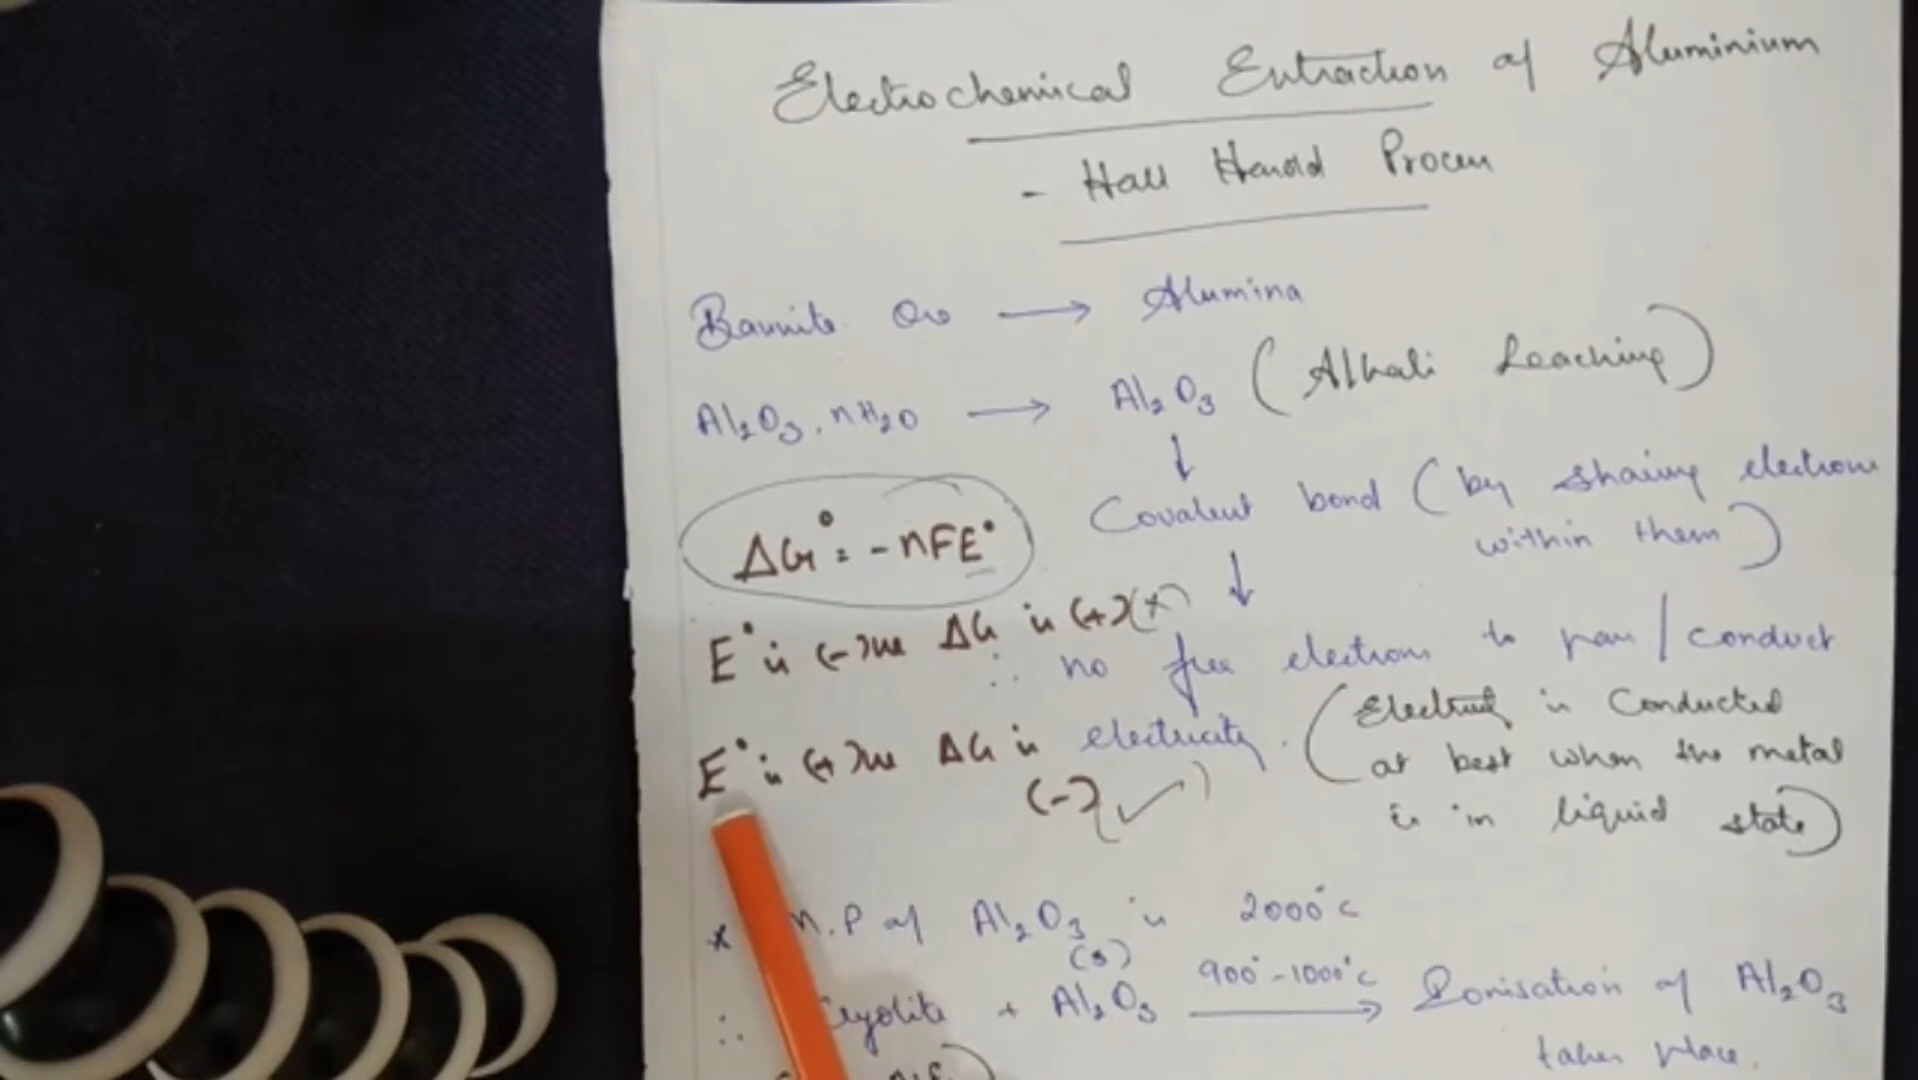 Electrochemical Extraction of Aluminium
- Hall Herold Process
Bauxite Ore → Alumina
Al₂O₃.nH₂O → Al₂O₃ (Alkali Leaching)
↓
Covalent bond (by sharing electrons within them)
ΔG° = -nFE°
↓
E° is (-)ve ΔG is (+)(×)
∴ no free electrons to pass / conduct electricity.
(Electricity is conducted
at best when the metal
is in liquid state)
E° is (+)ve ΔG is (-)(✓)
* M.P of Al₂O₃ is 2000°c
(s)
∴ Cryolite + Al₂O₃ 900°-1000°c → Ionisation of Al₂O₃
takes place.